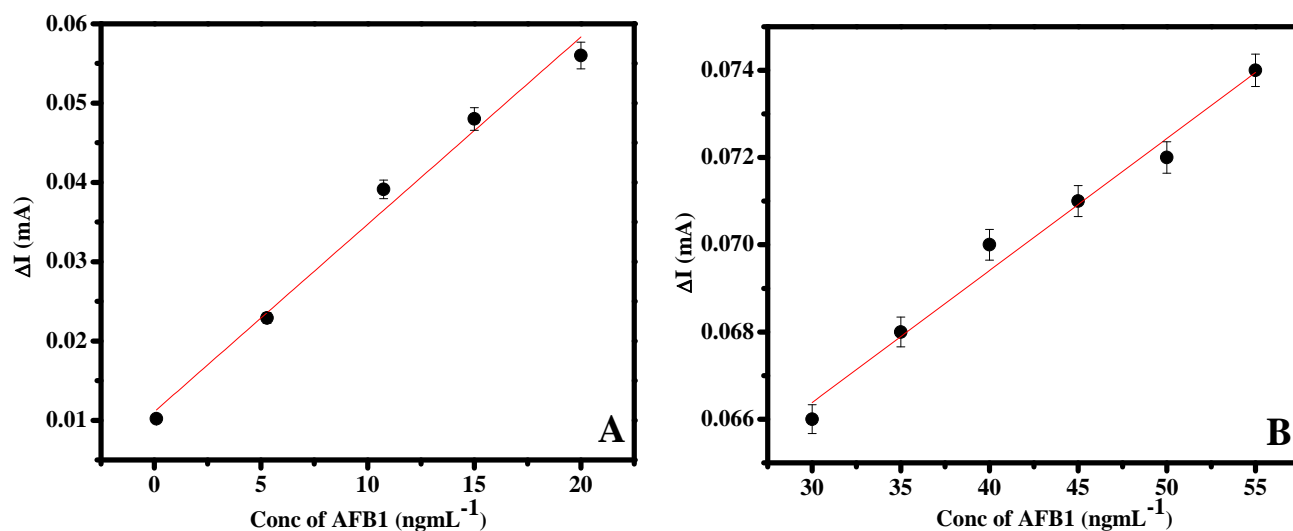 0.06
0.05
0.04
0.03
0.02
0.01
ΔI (mA)
0 5 10 15 20
Conc of AFB1 (ngmL⁻¹)
A
0.074
0.072
0.070
0.068
0.066
ΔI (mA)
30 35 40 45 50 55
Conc of AFB1 (ngmL⁻¹)
B